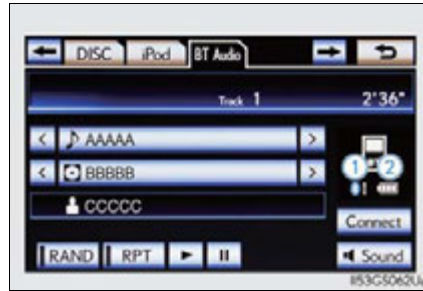 DISC iPod BT Audio
Track 1 2'36"
AAAAA
BBBBB
CCCCC
1 2
Connect
RAND RPT Sound